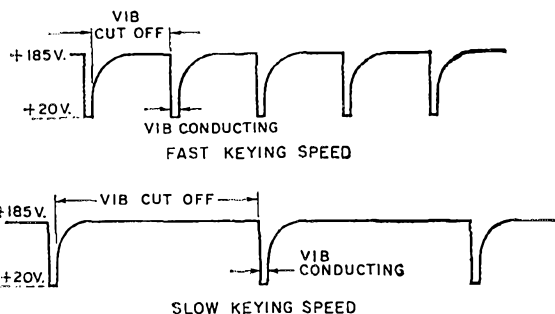 V1B
CUT OFF
+185V.
+20V.
V1B CONDUCTING
FAST KEYING SPEED
V1B CUT OFF
+185V.
+20V.
V1B
CONDUCTING
SLOW KEYING SPEED